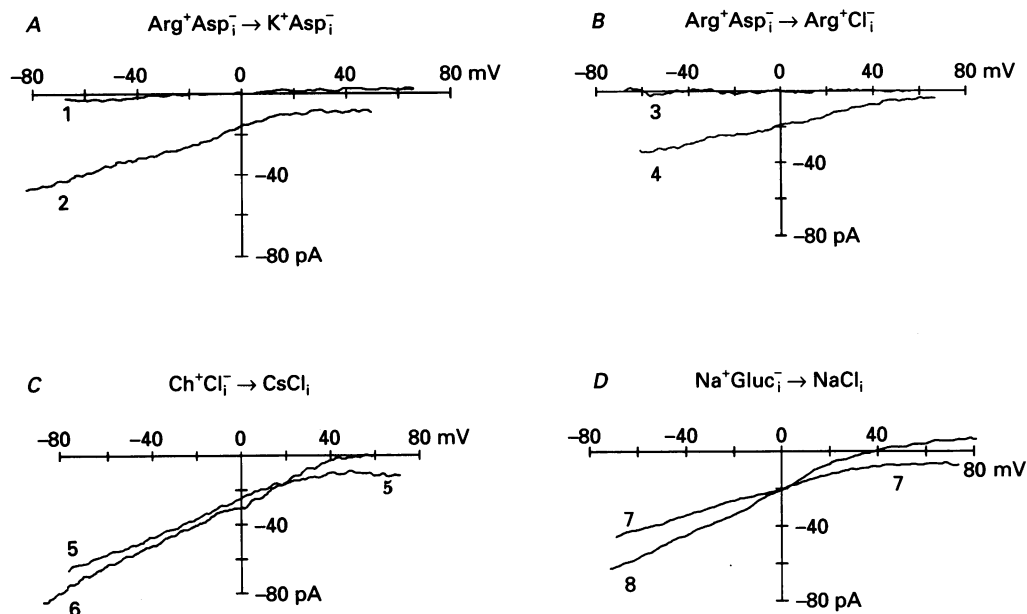 A Arg⁺Asp⁻ᵢ → K⁺Asp⁻ᵢ
–80 –40 0 40 80 mV
1
–40
2
–80 pA
B Arg⁺Asp⁻ᵢ → Arg⁺Cl⁻ᵢ
–80 –40 0 40 80 mV
3
–40
4
–80 pA
C Ch⁺Cl⁻ᵢ → CsClᵢ
–80 –40 0 40 80 mV
5
5
–40
6
–80 pA
D Na⁺Gluc⁻ᵢ → NaClᵢ
–80 –40 0 40
80 mV
7
7
–40
8
–80 pA